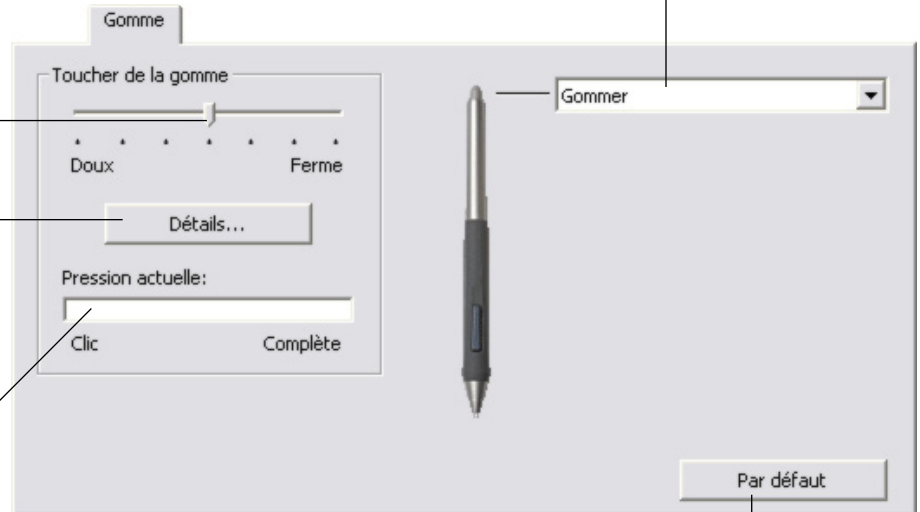 Gomme
Toucher de la gomme
Doux Ferme
Détails...
Pression actuelle:
Clic Complète
Gommer
Par défaut